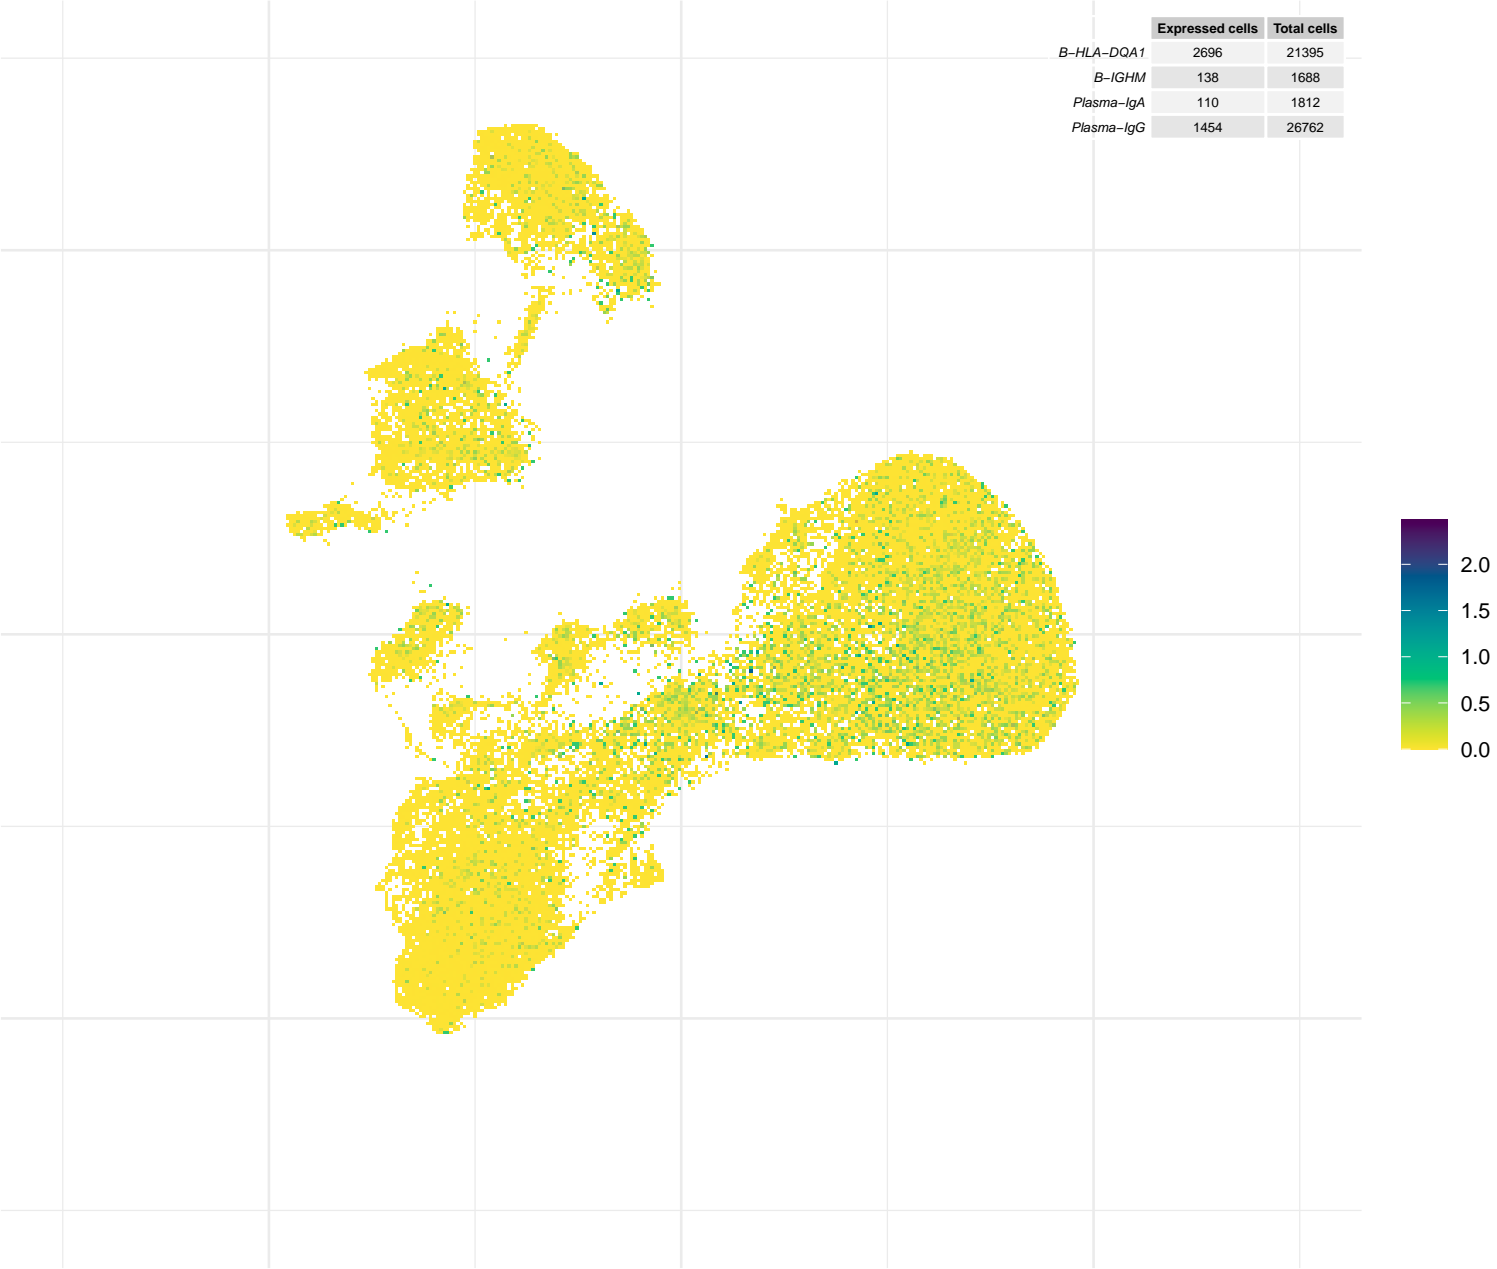 Expressed cells Total cells
B−HLA−DQA1 2696 21395
B−IGHM 138 1688
Plasma−IgA 110 1812
Plasma−IgG 1454 26762
2.0
1.5
1.0
0.5
0.0